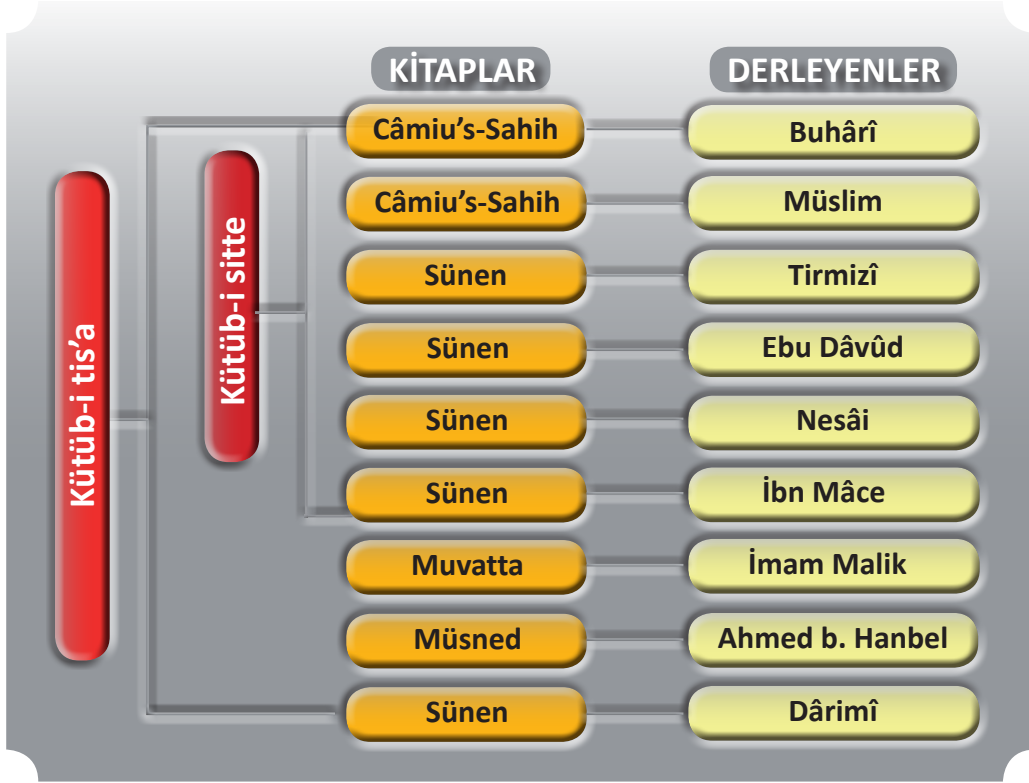 KİTAPLAR DERLEYENLER
Câmiu's-Sahih Buhârî
Câmiu's-Sahih Müslim
Sünen Tirmizî
Sünen Ebu Dâvûd
Sünen Nesâi
Sünen İbn Mâce
Muvatta İmam Malik
Müsned Ahmed b. Hanbel
Sünen Dârimî
Kütüb-i tis'a
Kütüb-i sitte